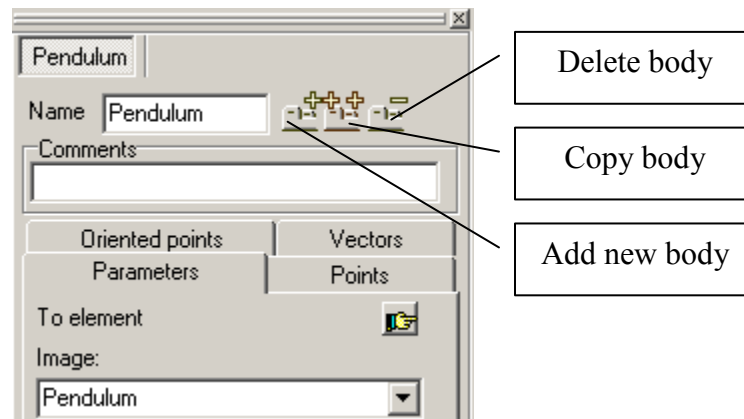 Pendulum
Name Pendulum
Comments
Oriented points Vectors
Parameters Points
To element
Image:
Pendulum
Delete body
Copy body
Add new body